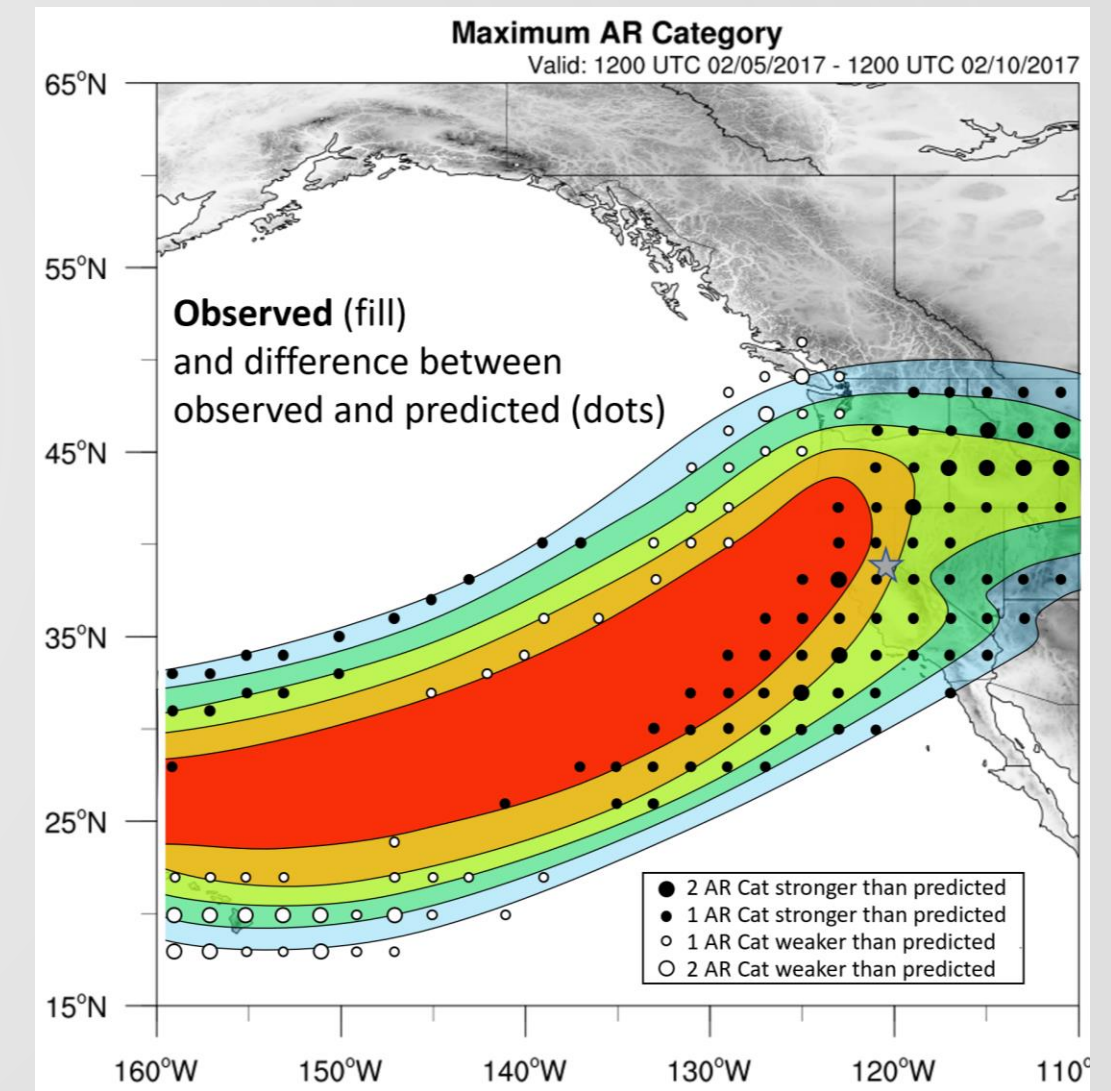 Maximum AR Category
Valid: 1200 UTC 02/05/2017 - 1200 UTC 02/10/2017
65°N
55°N
45°N
35°N
25°N
15°N
Observed (fill)
and difference between
observed and predicted (dots)
2 AR Cat stronger than predicted
1 AR Cat stronger than predicted
1 AR Cat weaker than predicted
2 AR Cat weaker than predicted
160°W 150°W 140°W 130°W 120°W 110°